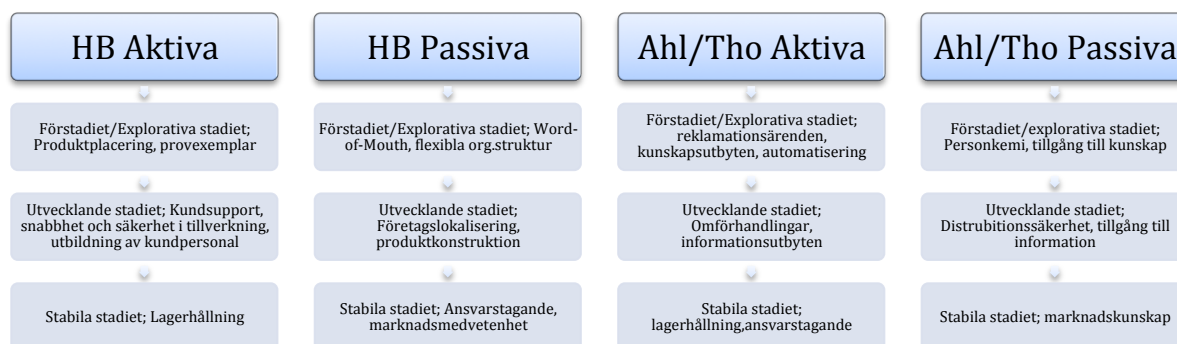 HB Aktiva
Förstadiet/Explorativa stadiet;
Produktplacering, provexemplar
Utvecklande stadiet; Kundsupport,
snabbhet och säkerhet i tillverkning,
utbildning av kundpersonal
Stabila stadiet; Lagerhållning
HB Passiva
Förstadiet/Explorativa stadiet; Word-
of-Mouth, flexibla org.struktur
Utvecklande stadiet;
Företagslokalisering,
produktkonstruktion
Stabila stadiet; Ansvarstagande,
marknadsmedvetenhet
Ahl/Tho Aktiva
Förstadiet/Explorativa stadiet;
reklamationsärenden,
kunskapsutbyten, automatisering
Utvecklande stadiet;
Omförhandlingar,
informationsutbyten
Stabila stadiet;
lagerhållning,ansvarstagande
Ahl/Tho Passiva
Förstadiet/explorativa stadiet;
Personkemi, tillgång till kunskap
Utvecklande stadiet;
Distrubitionssäkerhet, tillgång till
information
Stabila stadiet; marknadskunskap